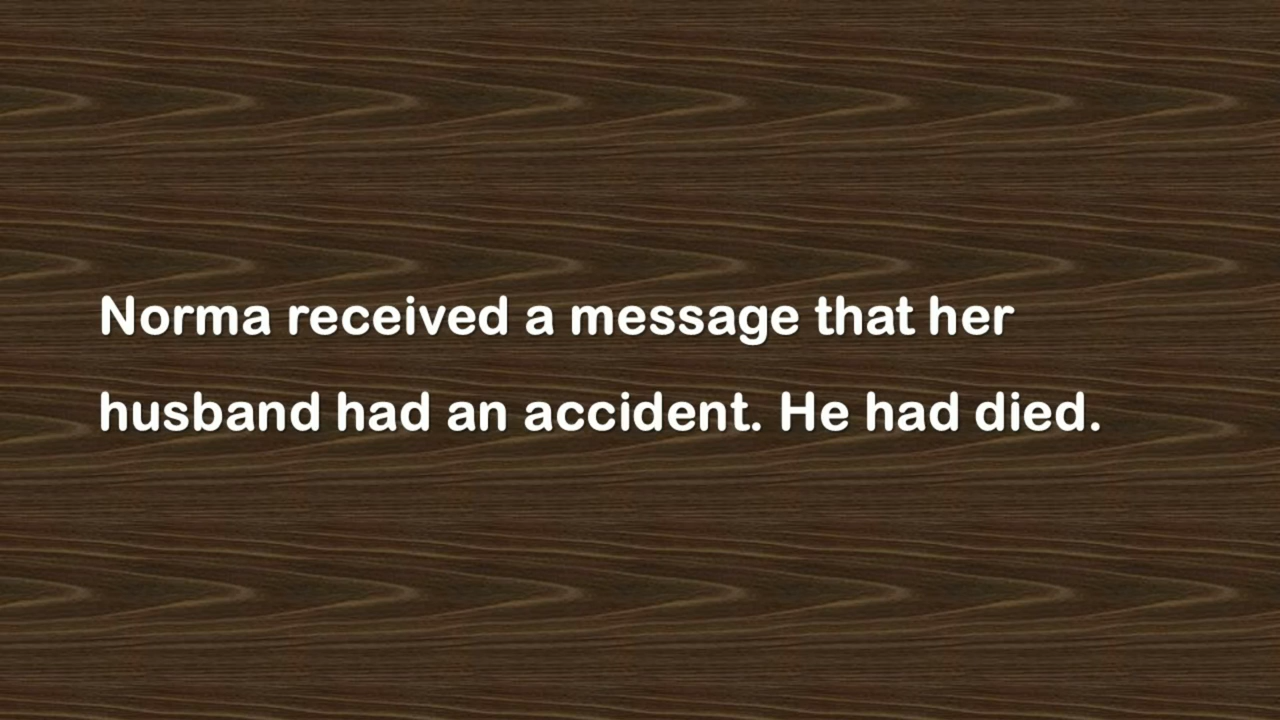 Norma received a message that her
husband had an accident. He had died.